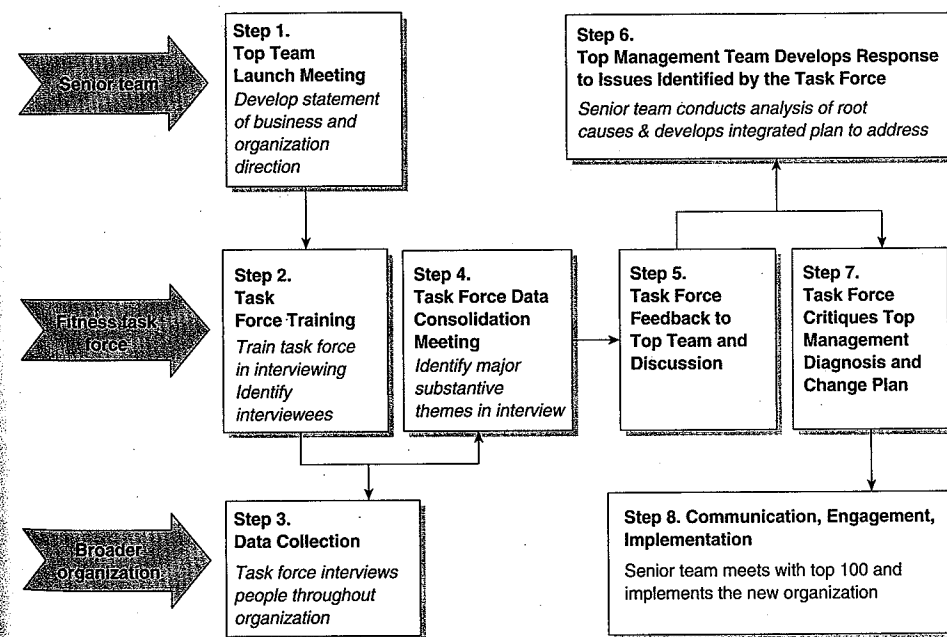 Senior team
Step 1.
Top Team
Launch Meeting
Develop statement
of business and
organization
direction
Step 6.
Top Management Team Develops Response
to Issues Identified by the Task Force
Senior team conducts analysis of root
causes & develops integrated plan to address
Fitness task
force
Step 2.
Task
Force Training
Train task force
in interviewing
Identify
interviewees
Step 4.
Task Force Data
Consolidation
Meeting
Identify major
substantive
themes in interview
Step 5.
Task Force
Feedback to
Top Team and
Discussion
Step 7.
Task Force
Critiques Top
Management
Diagnosis and
Change Plan
Broader
organization
Step 3.
Data Collection
Task force interviews
people throughout
organization
Step 8. Communication, Engagement,
Implementation
Senior team meets with top 100 and
implements the new organization